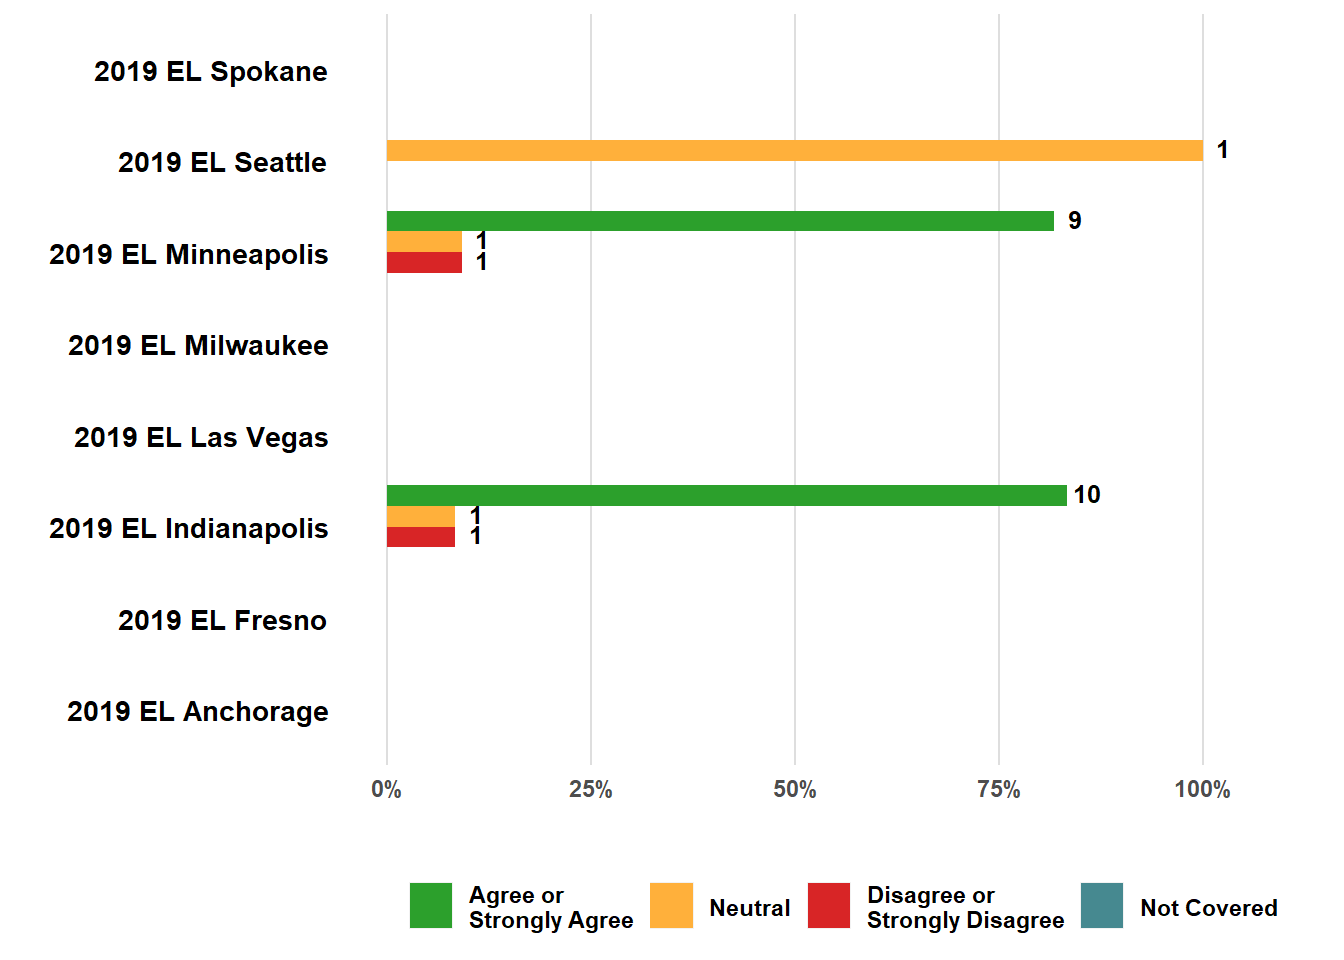 2019 EL Spokane
2019 EL Seattle
1
9
2019 EL Minneapolis
1
1
2019 EL Milwaukee
2019 EL Las Vegas
10
2019 EL Indianapolis
1
1
2019 EL Fresno
2019 EL Anchorage
0%
25%
50%
75%
100%
Agree or
Strongly Agree
Neutral
Disagree or
Strongly Disagree
Not Covered